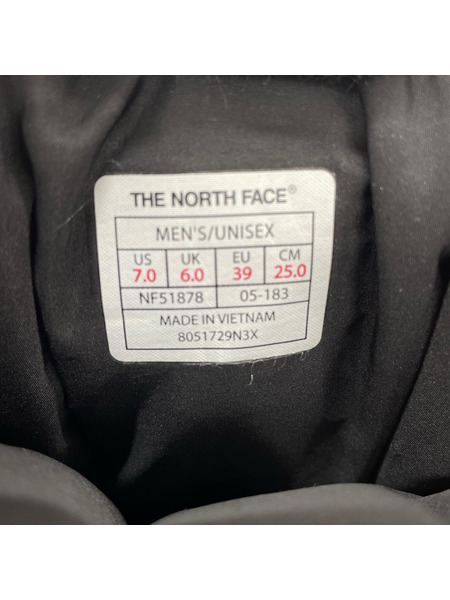 THE NORTH FACE®
MEN'S/UNISEX
US UK EU CM
7.0 6.0 39 25.0
NF51878 05-183
MADE IN VIETNAM
8051729N3X